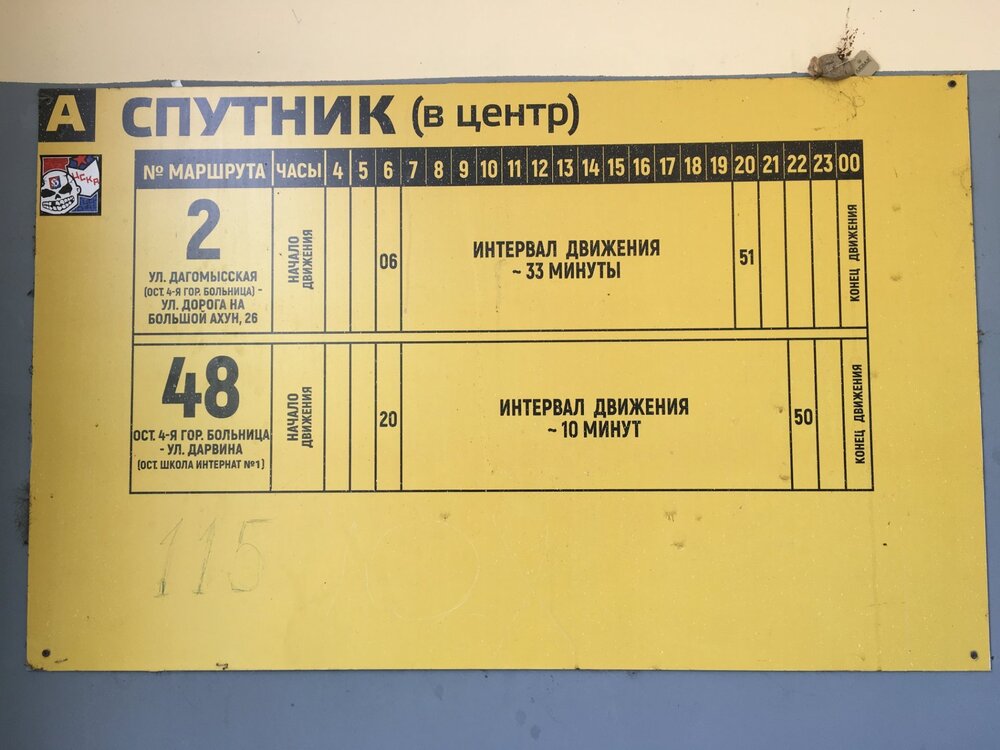 А СПУТНИК (в центр)
№ МАРШРУТА ЧАСЫ 4 5 6 7 8 9 10 11 12 13 14 15 16 17 18 19 20 21 22 23 00
2
УЛ. ДАГОМЫССКАЯ
(ОСТ. 4-Я ГОР. БОЛЬНИЦА) -
УЛ. ДОРОГА НА
БОЛЬШОЙ АХУН, 26
НАЧАЛО
ДВИЖЕНИЯ
06
ИНТЕРВАЛ ДВИЖЕНИЯ
~ 33 МИНУТЫ
51
КОНЕЦ ДВИЖЕНИЯ
48
ОСТ. 4-Я ГОР. БОЛЬНИЦА
- УЛ. ДАРВИНА
(ОСТ. ШКОЛА ИНТЕРНАТ №1)
НАЧАЛО
ДВИЖЕНИЯ
20
ИНТЕРВАЛ ДВИЖЕНИЯ
~ 10 МИНУТ
50
КОНЕЦ ДВИЖЕНИЯ
115